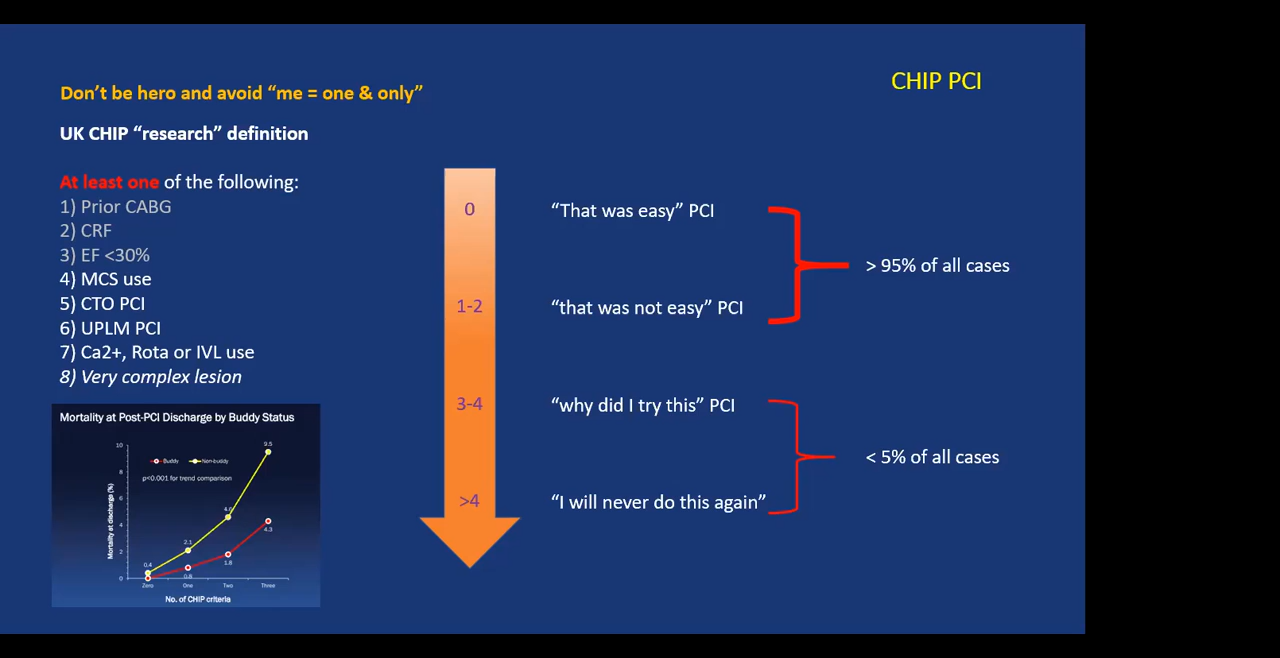 CHIP PCI
Don't be hero and avoid “me = one & only”
UK CHIP “research” definition
At least one of the following:
1) Prior CABG
2) CRF
3) EF <30%
4) MCS use
5) CTO PCI
6) UPLM PCI
7) Ca2+, Rota or IVL use
8) Very complex lesion
0
“That was easy” PCI
1-2
“that was not easy” PCI
> 95% of all cases
3-4
“why did I try this” PCI
>4
“I will never do this again”
< 5% of all cases
Mortality at Post-PCI Discharge by Buddy Status
Buddy
Non-buddy
p<0.001 for trend comparison
Mortality at discharge (%)
10
8
6
4
2
0
0.4
2.1
4.6
9.5
0.8
1.8
4.3
Zero
One
Two
Three
No. of CHIP criteria